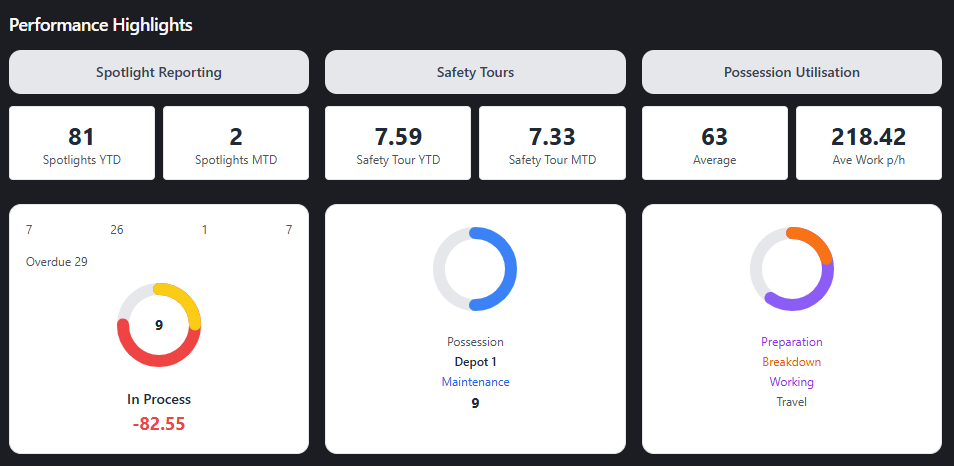 Performance Highlights
Spotlight Reporting
Safety Tours
Possession Utilisation
81
Spotlights YTD
2
Spotlights MTD
7.59
Safety Tour YTD
7.33
Safety Tour MTD
63
Average
218.42
Ave Work p/h
7 26 1 7
Overdue 29
9
In Process
-82.55
Possession
Depot 1
Maintenance
9
Preparation
Breakdown
Working
Travel